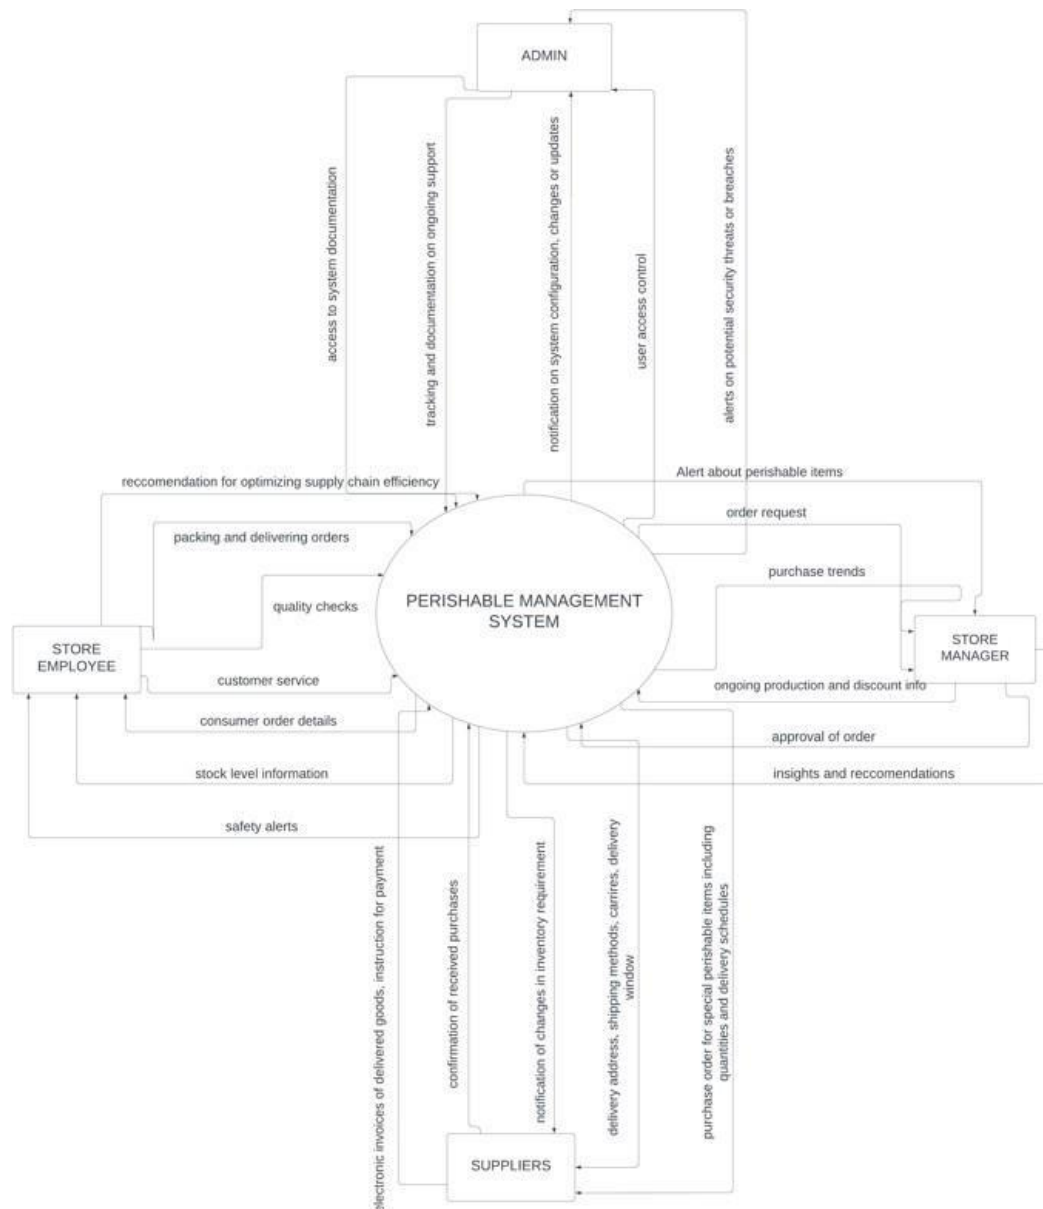 ADMIN
access to system documentation
tracking and documentation on ongoing support
notification on system configuration, changes or updates
user access control
alerts on potential security threats or breaches
reccomendation for optimizing supply chain efficiency
Alert about perishable items
packing and delivering orders
order request
quality checks
purchase trends
PERISHABLE MANAGEMENT
SYSTEM
STORE
EMPLOYEE
STORE
MANAGER
customer service
ongoing production and discount info
consumer order details
approval of order
stock level information
insights and reccomendations
safety alerts
electronic invoices of delivered goods, instruction for payment
confirmation of received purchases
notification of changes in inventory requirement
delivery address, shipping methods, carrires, delivery
window
purchase order for special perishable items including
quantities and delivery schedules
SUPPLIERS